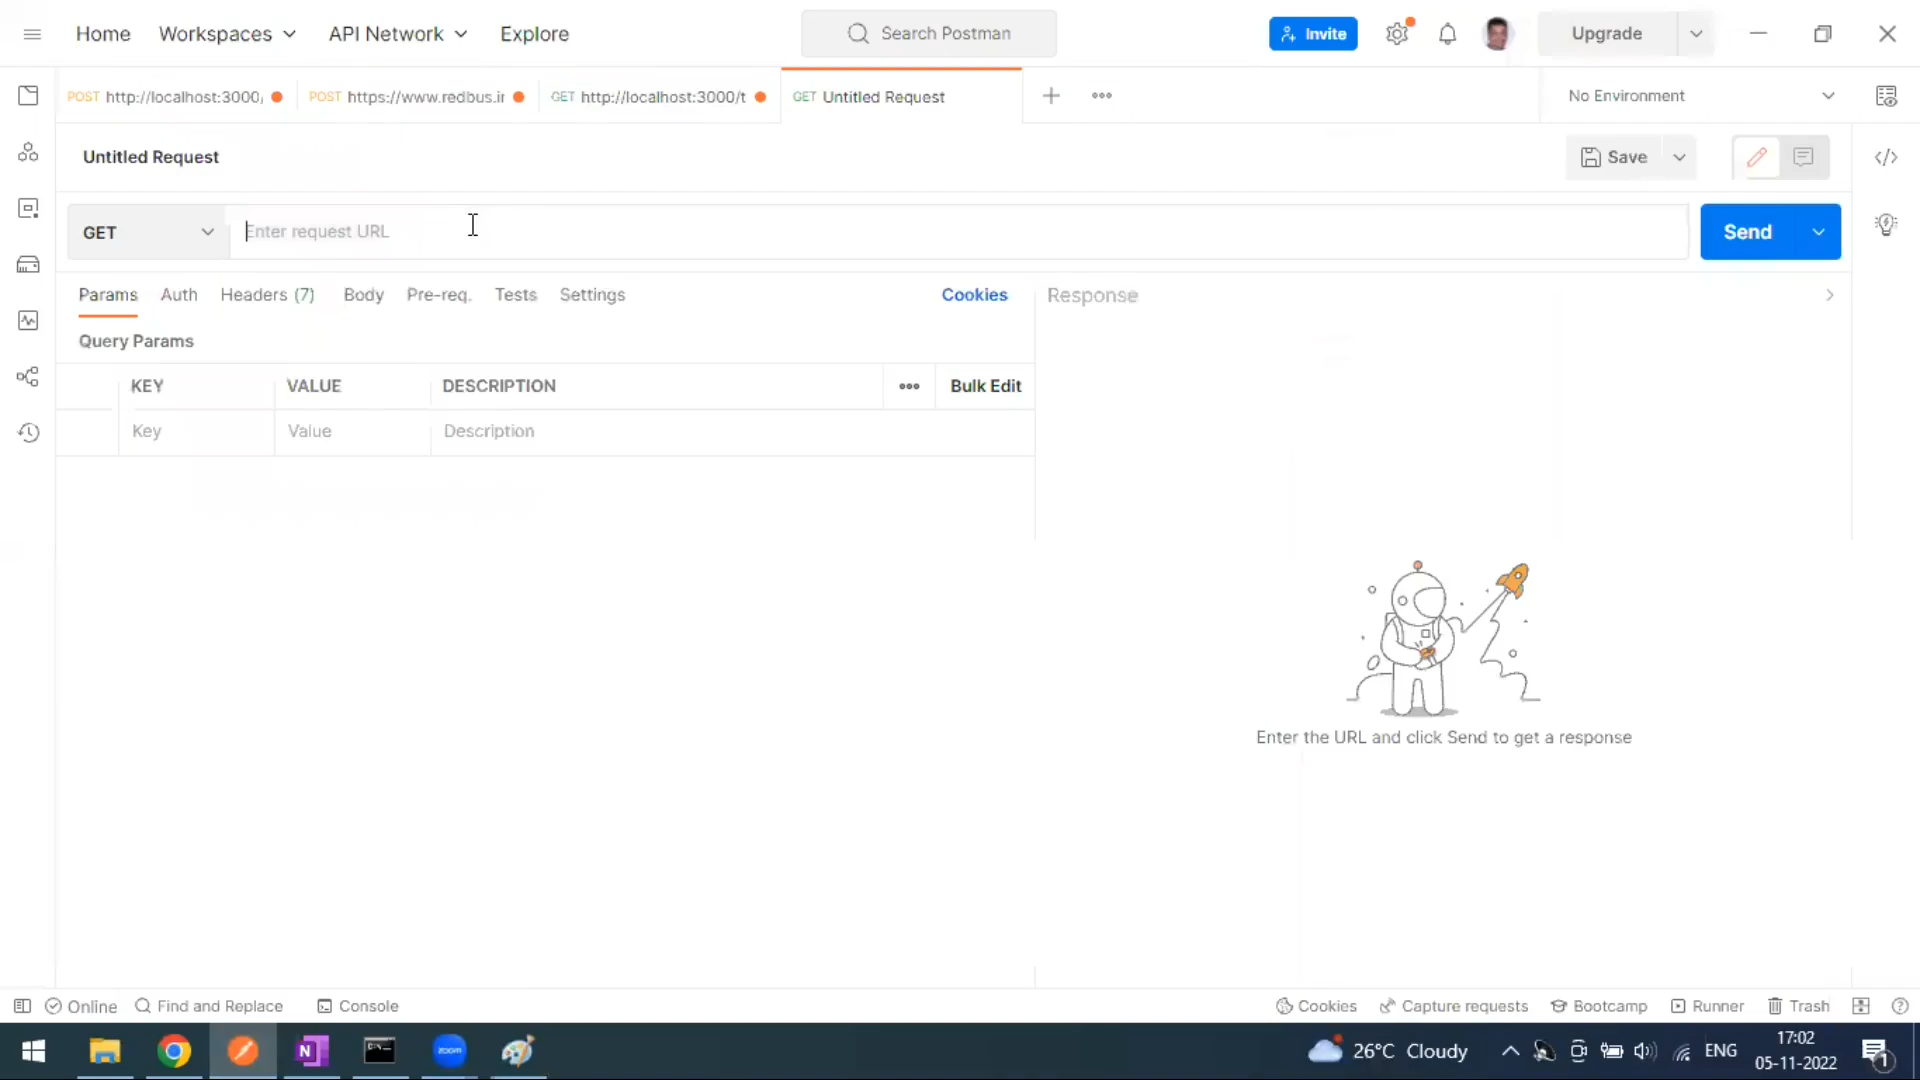 Home Workspaces API Network Explore Search Postman Invite Upgrade
POST http://localhost:3000, POST https://www.redbus.ir GET http://localhost:3000/t GET Untitled Request No Environment
Untitled Request Save
GET Enter request URL Send
Params Auth Headers (7) Body Pre-req. Tests Settings Cookies Response
Query Params
KEY VALUE DESCRIPTION Bulk Edit
Key Value Description
Enter the URL and click Send to get a response
Online Find and Replace Console Cookies Capture requests Bootcamp Runner Trash
N zoom 26°C Cloudy ENG 17:02
05-11-2022 1